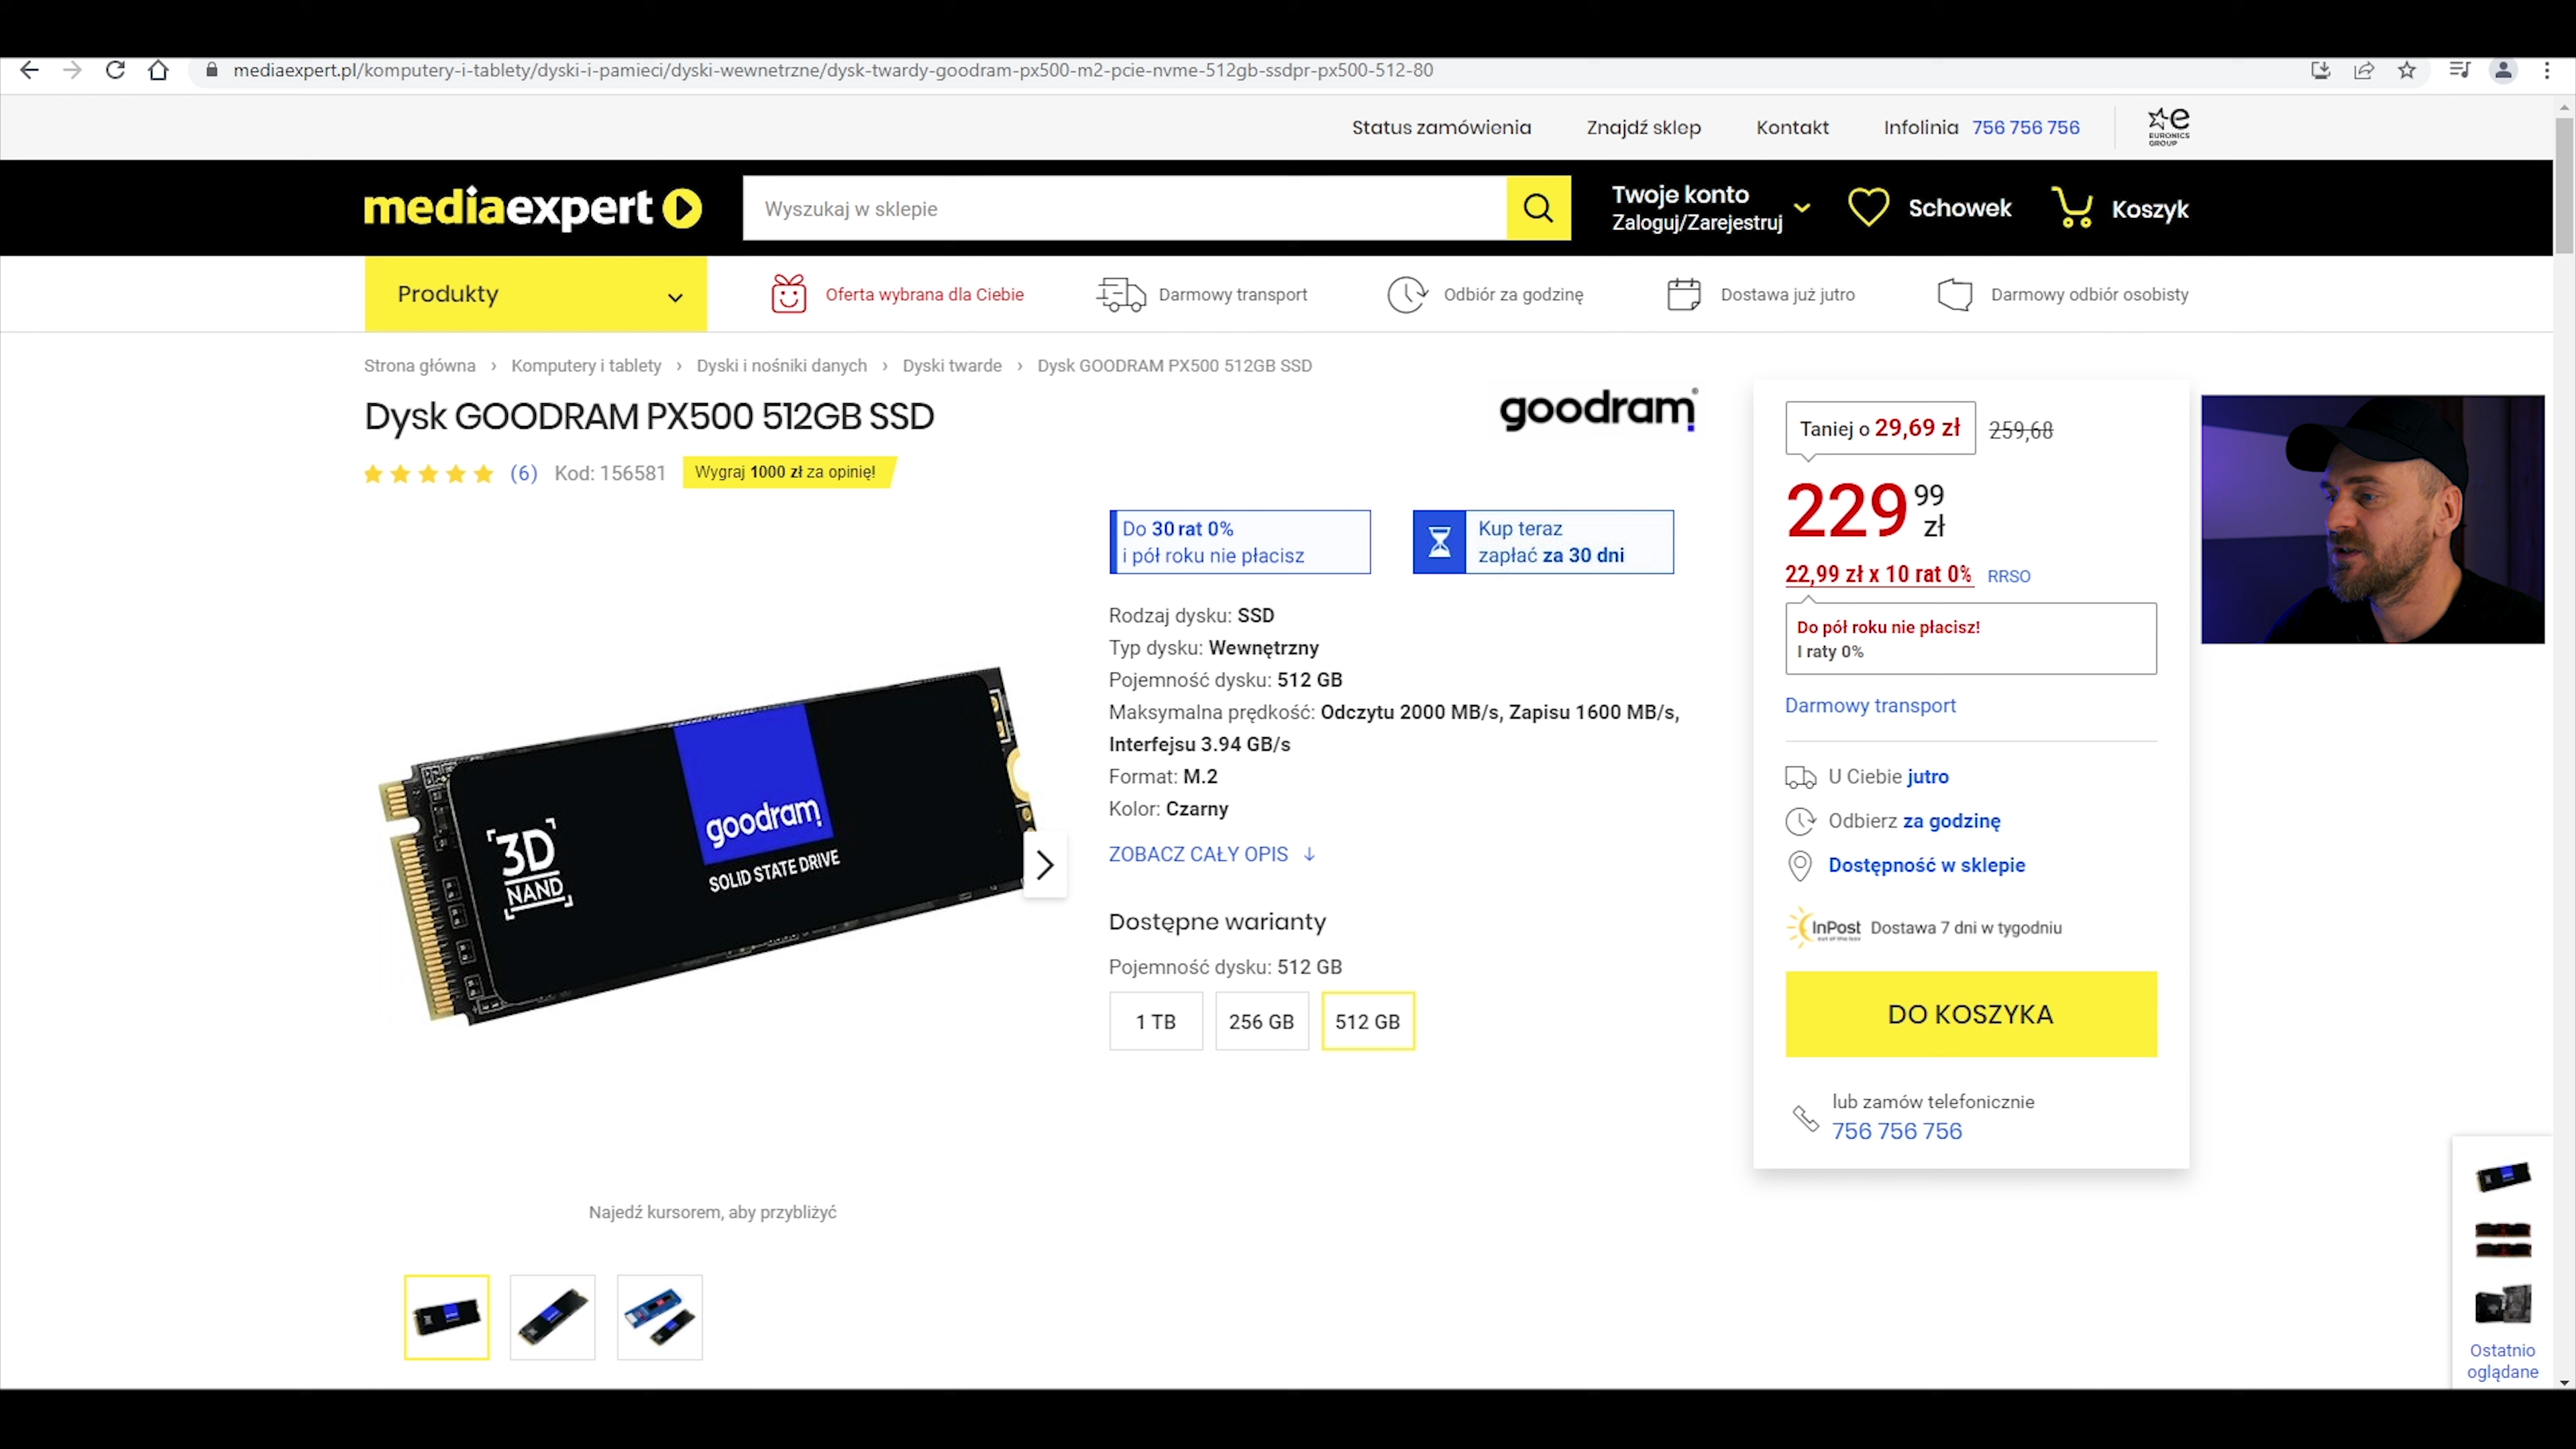 mediaexpert.pl/komputery-i-tablety/dyski-i-pamieci/dyski-wewnetrzne/dysk-twardy-goodram-px500-m2-pcie-nvme-512gb-ssdpr-px500-512-80
Status zamówienia Znajdź sklep Kontakt Infolinia 756 756 756
e EURONICS GROUP
mediaexpert
Wyszukaj w sklepie
Twoje konto
Zaloguj/Zarejestruj
Schowek
Koszyk
Produkty
Oferta wybrana dla Ciebie
Darmowy transport
Odbiór za godzinę
Dostawa już jutro
Darmowy odbiór osobisty
Strona główna › Komputery i tablety › Dyski i nośniki danych › Dyski twarde › Dysk GOODRAM PX500 512GB SSD
Dysk GOODRAM PX500 512GB SSD
(6) Kod: 156581 Wygraj 1000 zł za opinię!
goodram
Do 30 rat 0%
i pół roku nie płacisz
Kup teraz
zapłać za 30 dni
Rodzaj dysku: SSD
Typ dysku: Wewnętrzny
Pojemność dysku: 512 GB
Maksymalna prędkość: Odczytu 2000 MB/s, Zapisu 1600 MB/s,
Interfejsu 3.94 GB/s
Format: M.2
Kolor: Czarny
ZOBACZ CAŁY OPIS
Dostępne warianty
Pojemność dysku: 512 GB
1 TB
256 GB
512 GB
3D
NAND
goodram
SOLID STATE DRIVE
Najedź kursorem, aby przybliżyć
Taniej o 29,69 zł 259,68
229 99 zł
22,99 zł x 10 rat 0% RRSO
Do pół roku nie płacisz!
I raty 0%
Darmowy transport
U Ciebie jutro
Odbierz za godzinę
Dostępność w sklepie
InPost Dostawa 7 dni w tygodniu
DO KOSZYKA
lub zamów telefonicznie
756 756 756
Ostatnio
oglądane